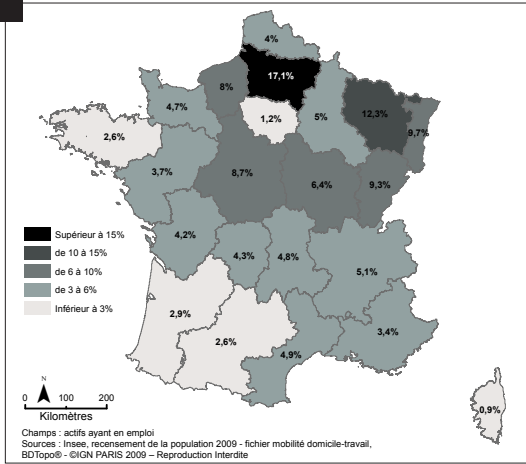 4%
17,1%
8%
4,7%
1,2%
5%
12,3%
9,7%
2,6%
3,7%
8,7%
6,4%
9,3%
4,2%
4,3%
4,8%
5,1%
2,9%
2,6%
4,9%
3,4%
0,9%
Supérieur à 15%
de 10 à 15%
de 6 à 10%
de 3 à 6%
Inférieur à 3%
N
0 100 200
Kilomètres
Champs : actifs ayant en emploi
Sources : Insee, recensement de la population 2009 - fichier mobilité domicile-travail,
BDTopo® - ©IGN PARIS 2009 – Reproduction Interdite